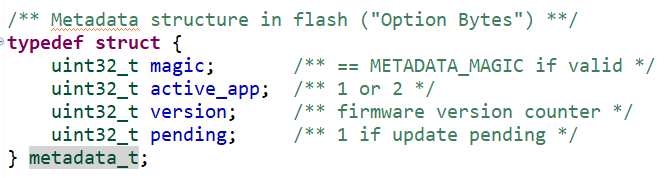 /** Metadata structure in flash ("Option Bytes") **/
typedef struct {
    uint32_t magic;       /** == METADATA_MAGIC if valid */
    uint32_t active_app;  /** 1 or 2 */
    uint32_t version;     /** firmware version counter */
    uint32_t pending;     /** 1 if update pending */
} metadata_t;